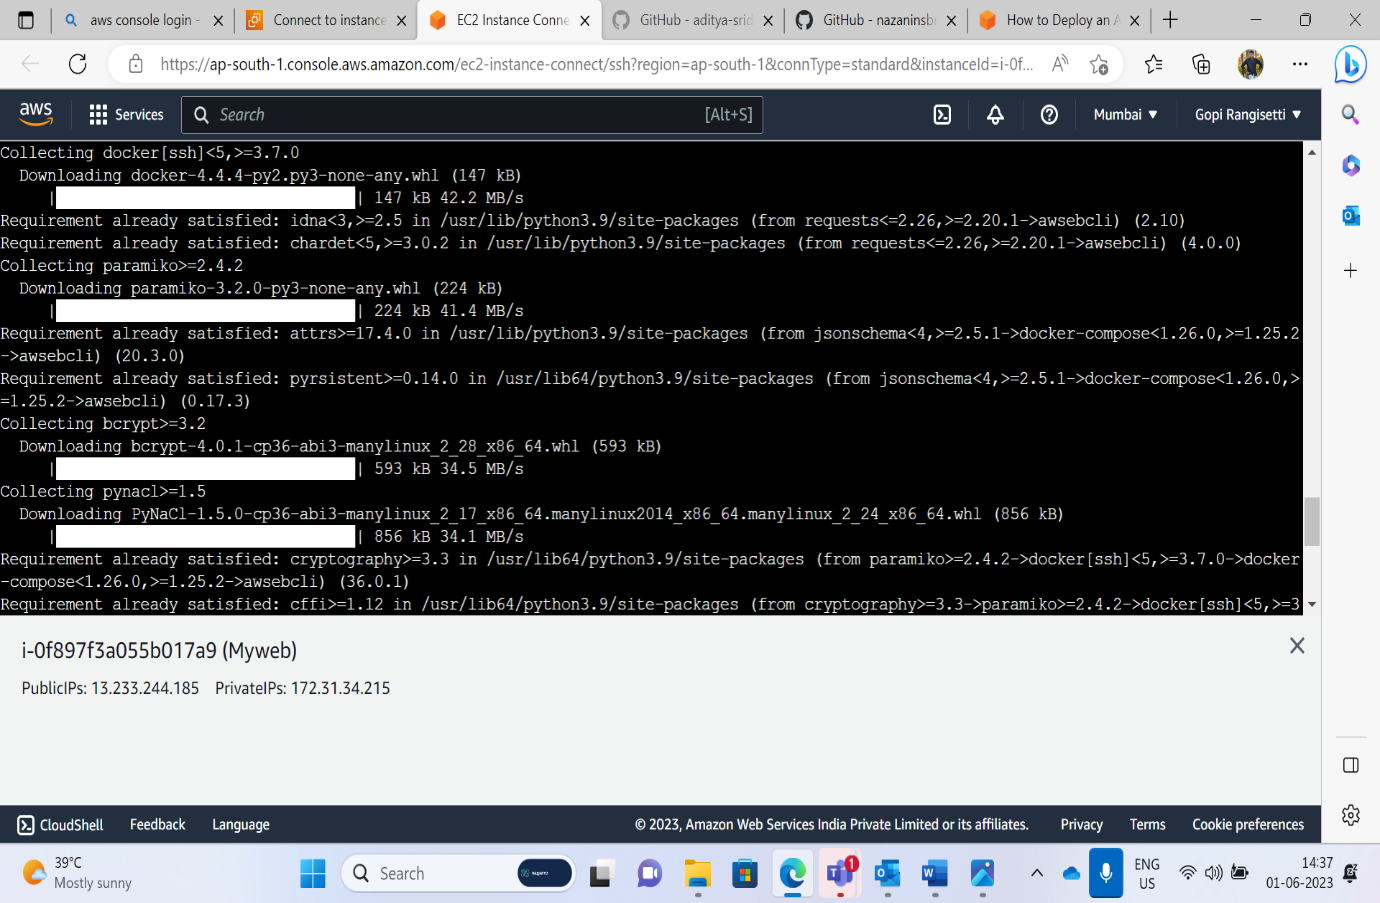 aws console login -
Connect to instance
EC2 Instance Conne
GitHub - aditya-srid
GitHub - nazaninsb
How to Deploy an A
https://ap-south-1.console.aws.amazon.com/ec2-instance-connect/ssh?region=ap-south-1&connType=standard&instanceId=i-0f...
aws
Services
Search
[Alt+S]
Mumbai
Gopi Rangisetti
Collecting docker[ssh]<5,>=3.7.0
Downloading docker-4.4.4-py2.py3-none-any.whl (147 kB)
| | 147 kB 42.2 MB/s
Requirement already satisfied: idna<3,>=2.5 in /usr/lib/python3.9/site-packages (from requests<=2.26,>=2.20.1->awsebcli) (2.10)
Requirement already satisfied: chardet<5,>=3.0.2 in /usr/lib/python3.9/site-packages (from requests<=2.26,>=2.20.1->awsebcli) (4.0.0)
Collecting paramiko>=2.4.2
Downloading paramiko-3.2.0-py3-none-any.whl (224 kB)
| | 224 kB 41.4 MB/s
Requirement already satisfied: attrs>=17.4.0 in /usr/lib/python3.9/site-packages (from jsonschema<4,>=2.5.1->docker-compose<1.26.0,>=1.25.2
->awsebcli) (20.3.0)
Requirement already satisfied: pyrsistent>=0.14.0 in /usr/lib64/python3.9/site-packages (from jsonschema<4,>=2.5.1->docker-compose<1.26.0,>
=1.25.2->awsebcli) (0.17.3)
Collecting bcrypt>=3.2
Downloading bcrypt-4.0.1-cp36-abi3-manylinux_2_28_x86_64.whl (593 kB)
| | 593 kB 34.5 MB/s
Collecting pynacl>=1.5
Downloading PyNaCl-1.5.0-cp36-abi3-manylinux_2_17_x86_64.manylinux2014_x86_64.manylinux_2_24_x86_64.whl (856 kB)
| | 856 kB 34.1 MB/s
Requirement already satisfied: cryptography>=3.3 in /usr/lib64/python3.9/site-packages (from paramiko>=2.4.2->docker[ssh]<5,>=3.7.0->docker
-compose<1.26.0,>=1.25.2->awsebcli) (36.0.1)
Requirement already satisfied: cffi>=1.12 in /usr/lib64/python3.9/site-packages (from cryptography>=3.3->paramiko>=2.4.2->docker[ssh]<5,>=3
i-0f897f3a055b017a9 (Myweb)
PublicIPs: 13.233.244.185 PrivateIPs: 172.31.34.215
CloudShell
Feedback
Language
© 2023, Amazon Web Services India Private Limited or its affiliates.
Privacy
Terms
Cookie preferences
39°C
Mostly sunny
Search
1
ENG
US
14:37
01-06-2023